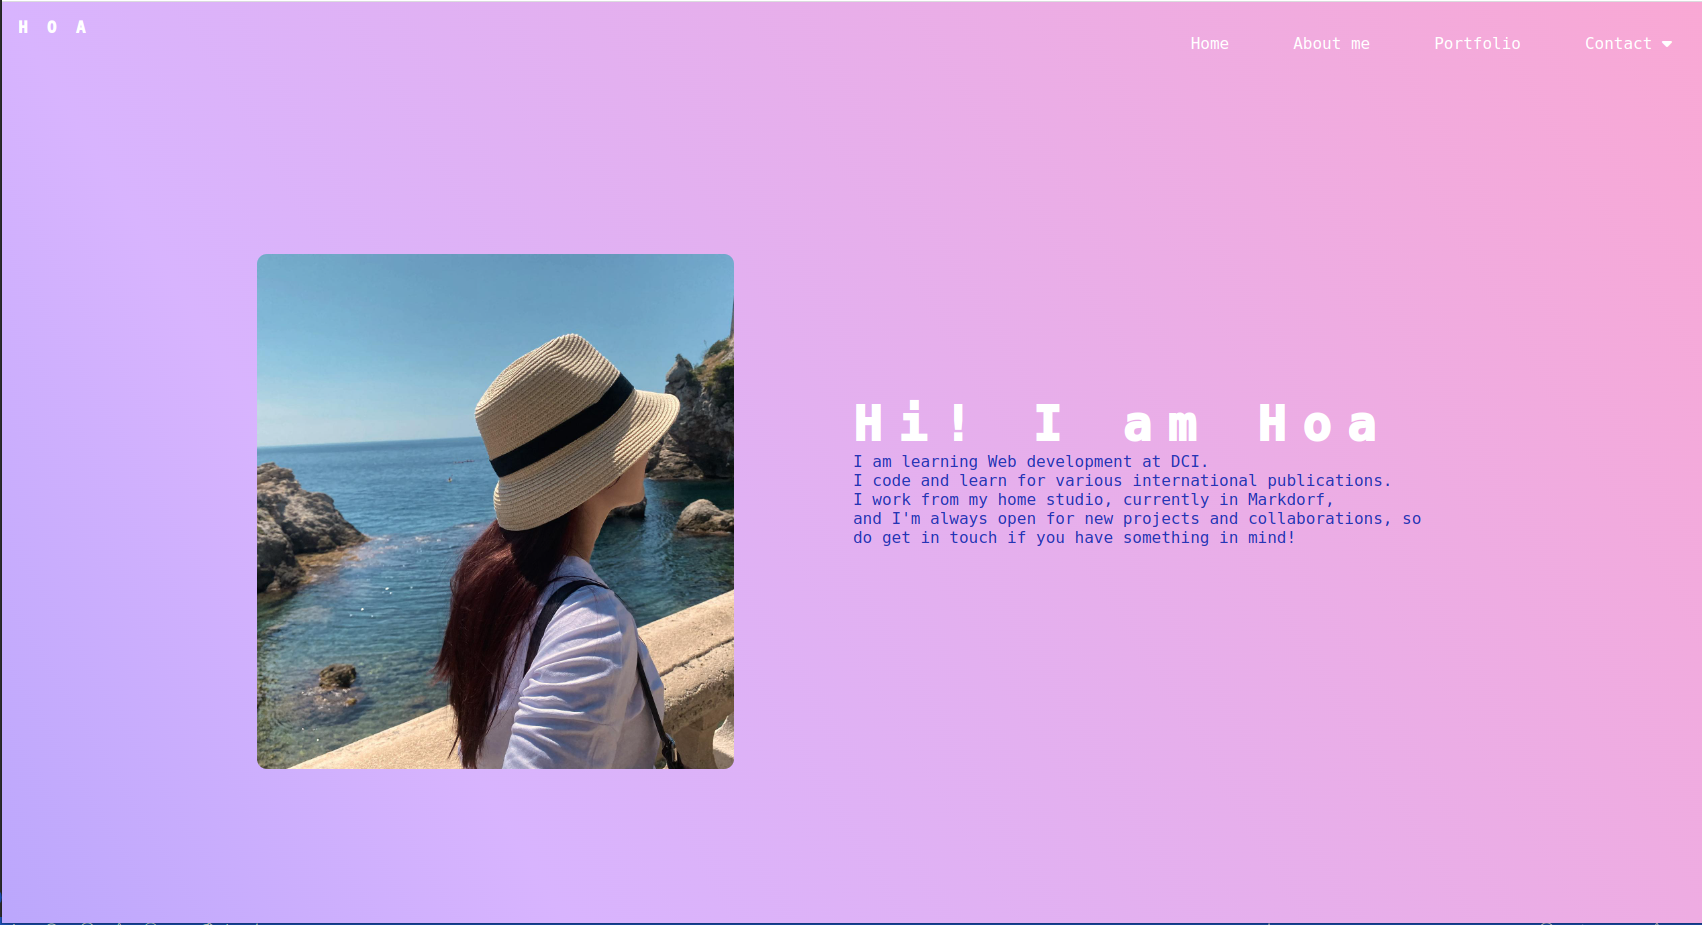 H O A
Home About me Portfolio Contact
Hi! I am Hoa
I am learning Web development at DCI.
I code and learn for various international publications.
I work from my home studio, currently in Markdorf,
and I'm always open for new projects and collaborations, so
do get in touch if you have something in mind!